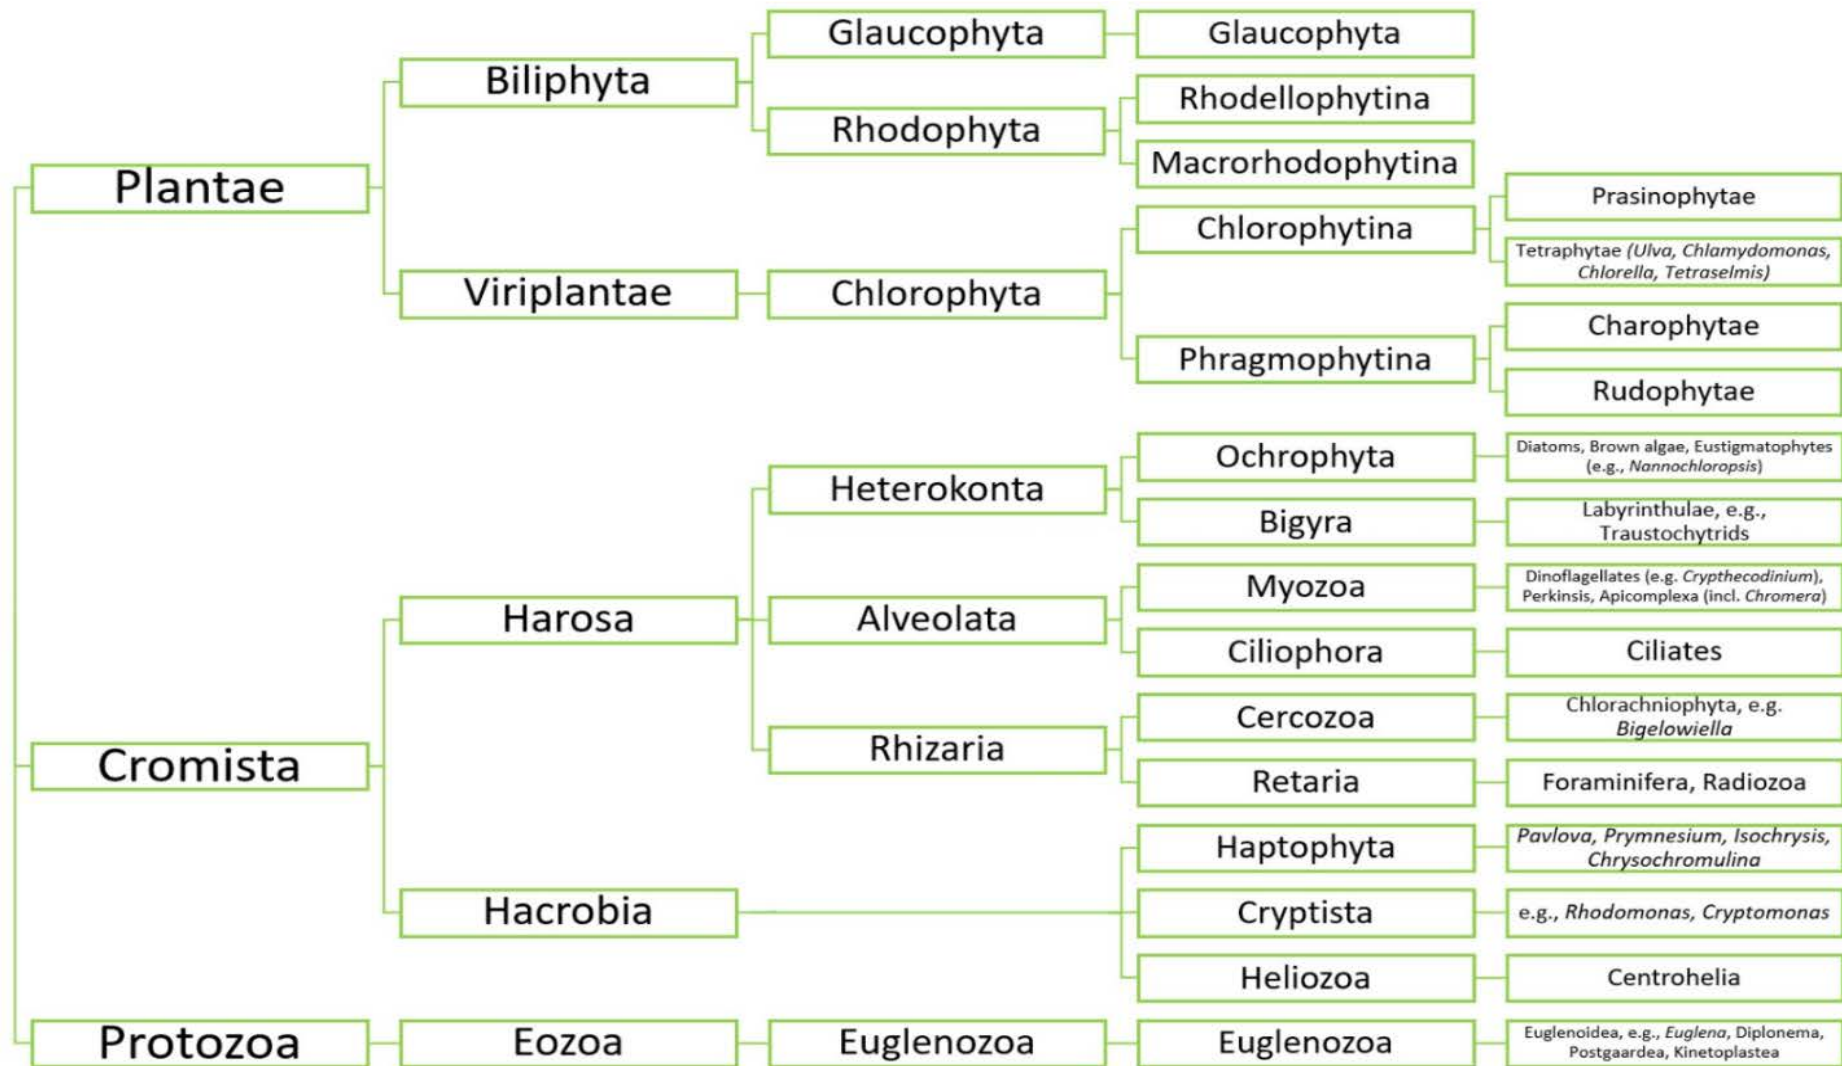 Glaucophyta
Glaucophyta
Biliphyta
Rhodellophytina
Rhodophyta
Macrorhodophytina
Plantae
Prasinophytae
Chlorophytina
Tetraphytae (Ulva, Chlamydomonas,
Chlorella, Tetraselmis)
Viriplantae
Chlorophyta
Charophytae
Phragmophytina
Rudophytae
Ochrophyta
Diatoms, Brown algae, Eustigmatophytes
(e.g., Nannochloropsis)
Heterokonta
Bigyra
Labyrinthulae, e.g.,
Traustochytrids
Myozoa
Dinoflagellates (e.g. Crypthecodinium),
Perkinsis, Apicomplexa (incl. Chromera)
Harosa
Alveolata
Ciliophora
Ciliates
Cercozoa
Chlorachniophyta, e.g.
Bigelowiella
Rhizaria
Cromista
Retaria
Foraminifera, Radiozoa
Haptophyta
Pavlova, Prymnesium, Isochrysis,
Chrysochromulina
Hacrobia
Cryptista
e.g., Rhodomonas, Cryptomonas
Heliozoa
Centrohelia
Protozoa
Eozoa
Euglenozoa
Euglenozoa
Euglenoidea, e.g., Euglena, Diplonema,
Postgaardea, Kinetoplastea